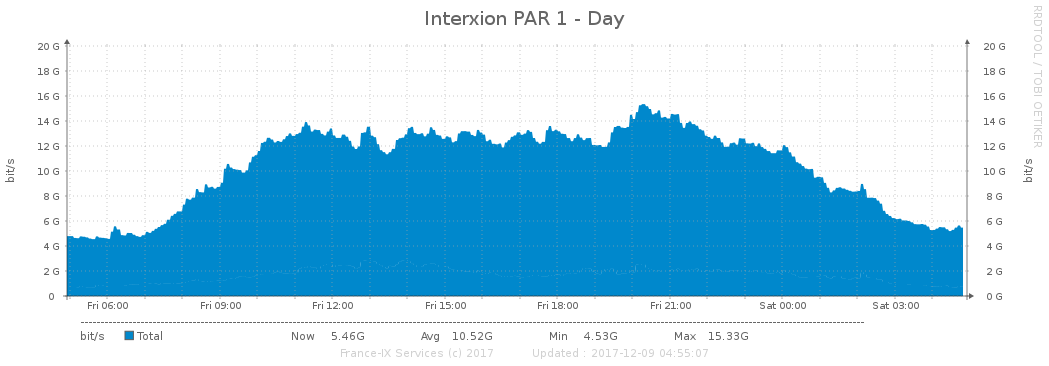 Interxion PAR 1 - Day
RRDTOOL / TOBI OETIKER
bit/s
20 G 20 G
18 G 18 G
16 G 16 G
14 G 14 G
12 G 12 G
10 G 10 G
8 G 8 G
6 G 6 G
4 G 4 G
2 G 2 G
0 0 G
bit/s
Fri 06:00 Fri 09:00 Fri 12:00 Fri 15:00 Fri 18:00 Fri 21:00 Sat 00:00 Sat 03:00
bit/s Total Now 5.46G Avg 10.52G Min 4.53G Max 15.33G
France-IX Services (c) 2017 Updated : 2017-12-09 04:55:07